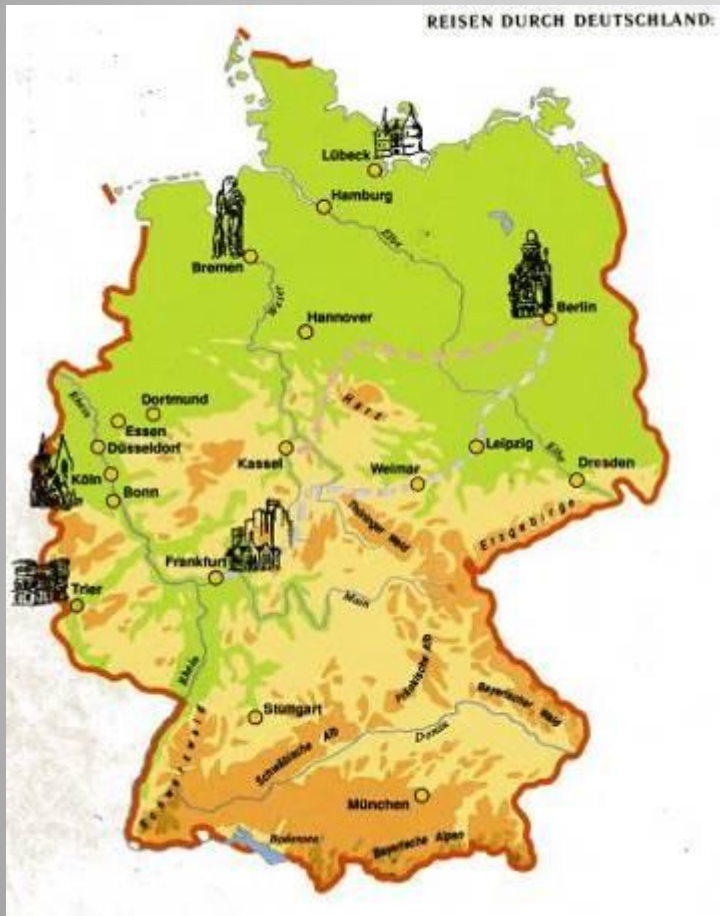 REISEN DURCH DEUTSCHLAND:
Lübeck
Hamburg
Elbe
Bremen
Weser
Berlin
Hannover
Harz
Rhein
Dortmund
Essen
Düsseldorf
Kassel
Leipzig
Elbe
Köln
Weimar
Dresden
Bonn
Thüringer Wald
Erzgebirge
Frankfurt
Trier
Main
Rhein
Fränkische Alb
Bayerischer Wald
Stuttgart
Schwarzwald
Schwäbische Alb
Donau
München
Bodensee
Bayerische Alpen